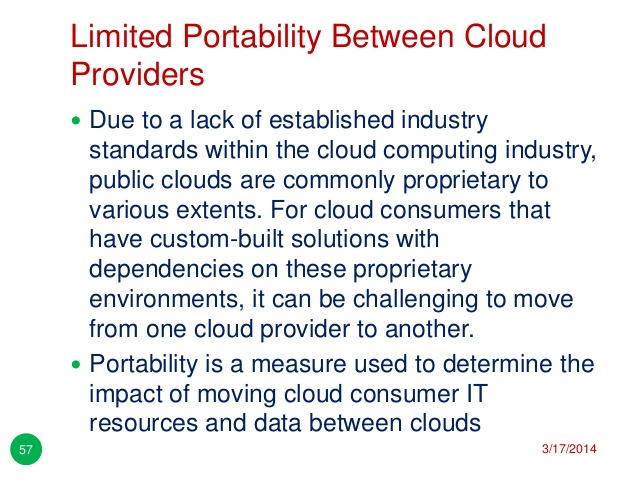 Limited Portability Between Cloud
Providers
• Due to a lack of established industry
standards within the cloud computing industry,
public clouds are commonly proprietary to
various extents. For cloud consumers that
have custom-built solutions with
dependencies on these proprietary
environments, it can be challenging to move
from one cloud provider to another.
• Portability is a measure used to determine the
impact of moving cloud consumer IT
resources and data between clouds
57
3/17/2014